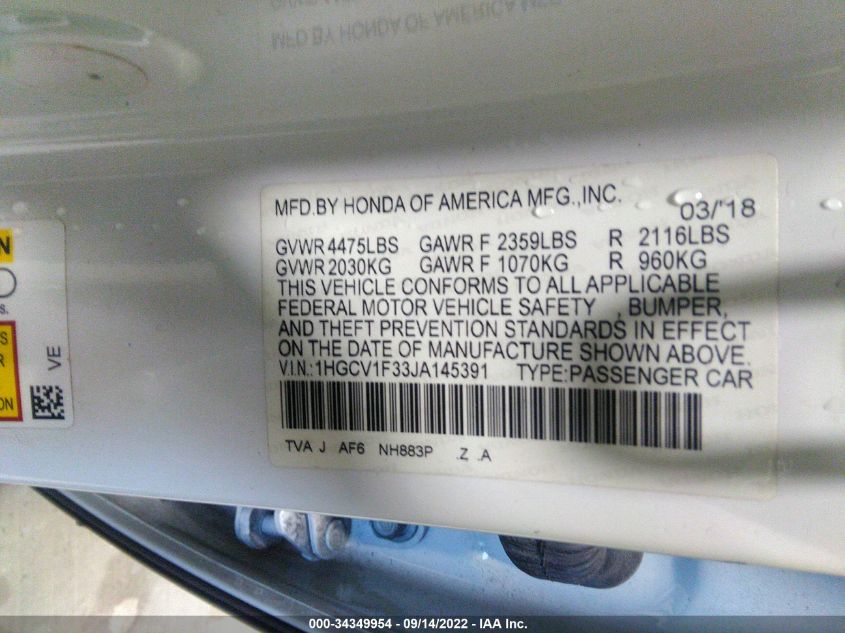 MFD BY HONDA OF AMERICA MFG
MFD.BY HONDA OF AMERICA MFG.,INC. 03/'18
GVWR 4475LBS GAWR F 2359LBS R 2116LBS
GVWR 2030KG GAWR F 1070KG R 960KG
THIS VEHICLE CONFORMS TO ALL APPLICABLE
FEDERAL MOTOR VEHICLE SAFETY , BUMPER,
AND THEFT PREVENTION STANDARDS IN EFFECT
ON THE DATE OF MANUFACTURE SHOWN ABOVE.
V.I.N.:1HGCV1F33JA145391 TYPE:PASSENGER CAR
TVA J AF6 NH883P .Z .A
VE
000-34349954 - 09/14/2022 - IAA Inc.